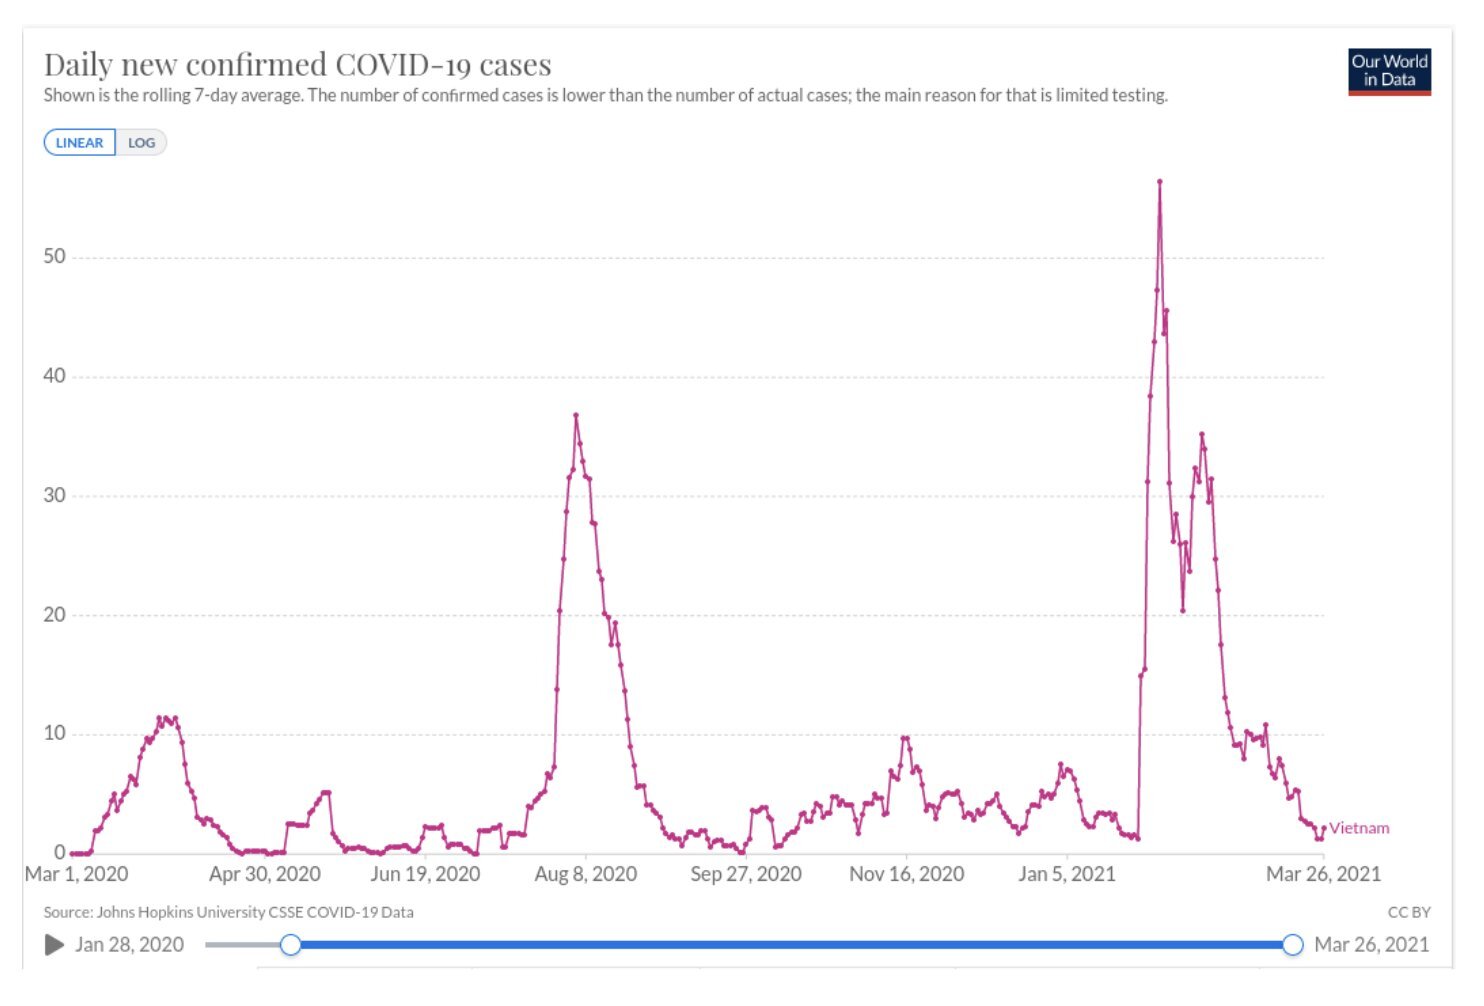 Daily new confirmed COVID-19 cases
Our World
in Data
Shown is the rolling 7-day average. The number of confirmed cases is lower than the number of actual cases; the main reason for that is limited testing.
LINEAR LOG
50
40
30
20
10
0
Vietnam
Mar 1, 2020 Apr 30, 2020 Jun 19, 2020 Aug 8, 2020 Sep 27, 2020 Nov 16, 2020 Jan 5, 2021 Mar 26, 2021
Source: Johns Hopkins University CSSE COVID-19 Data CC BY
Jan 28, 2020 Mar 26, 2021